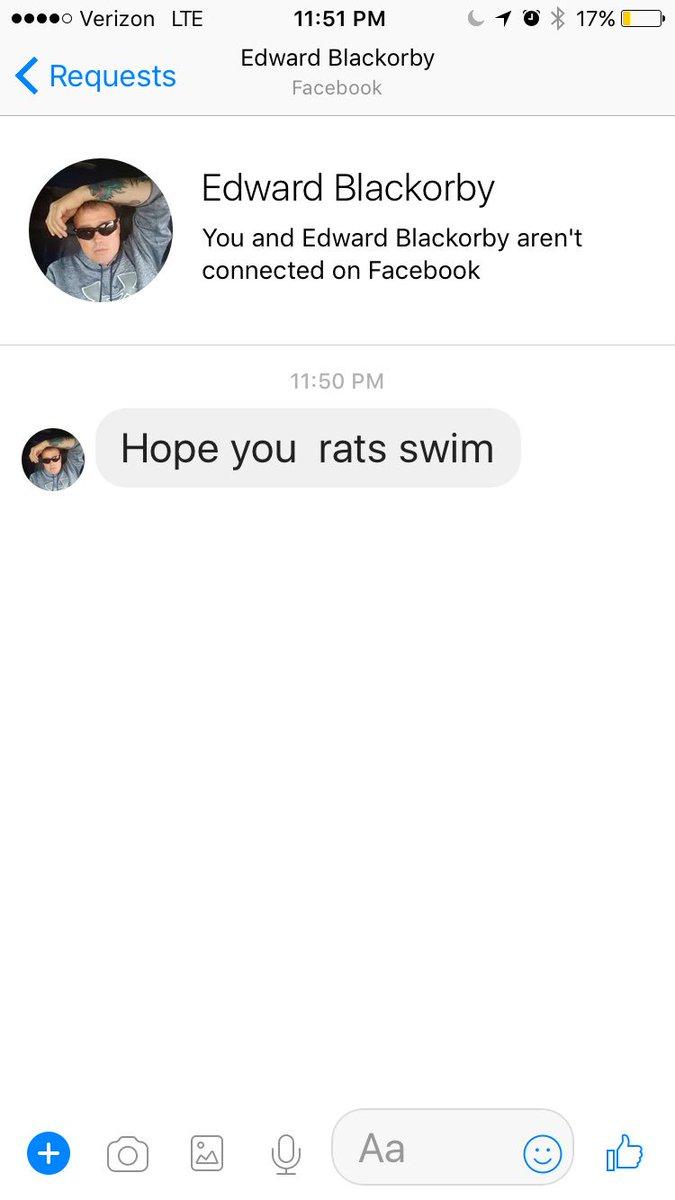 Verizon LTE 11:51 PM 17%
Requests
Edward Blackorby
Facebook
Edward Blackorby
You and Edward Blackorby aren't
connected on Facebook
11:50 PM
Hope you  rats swim
Aa